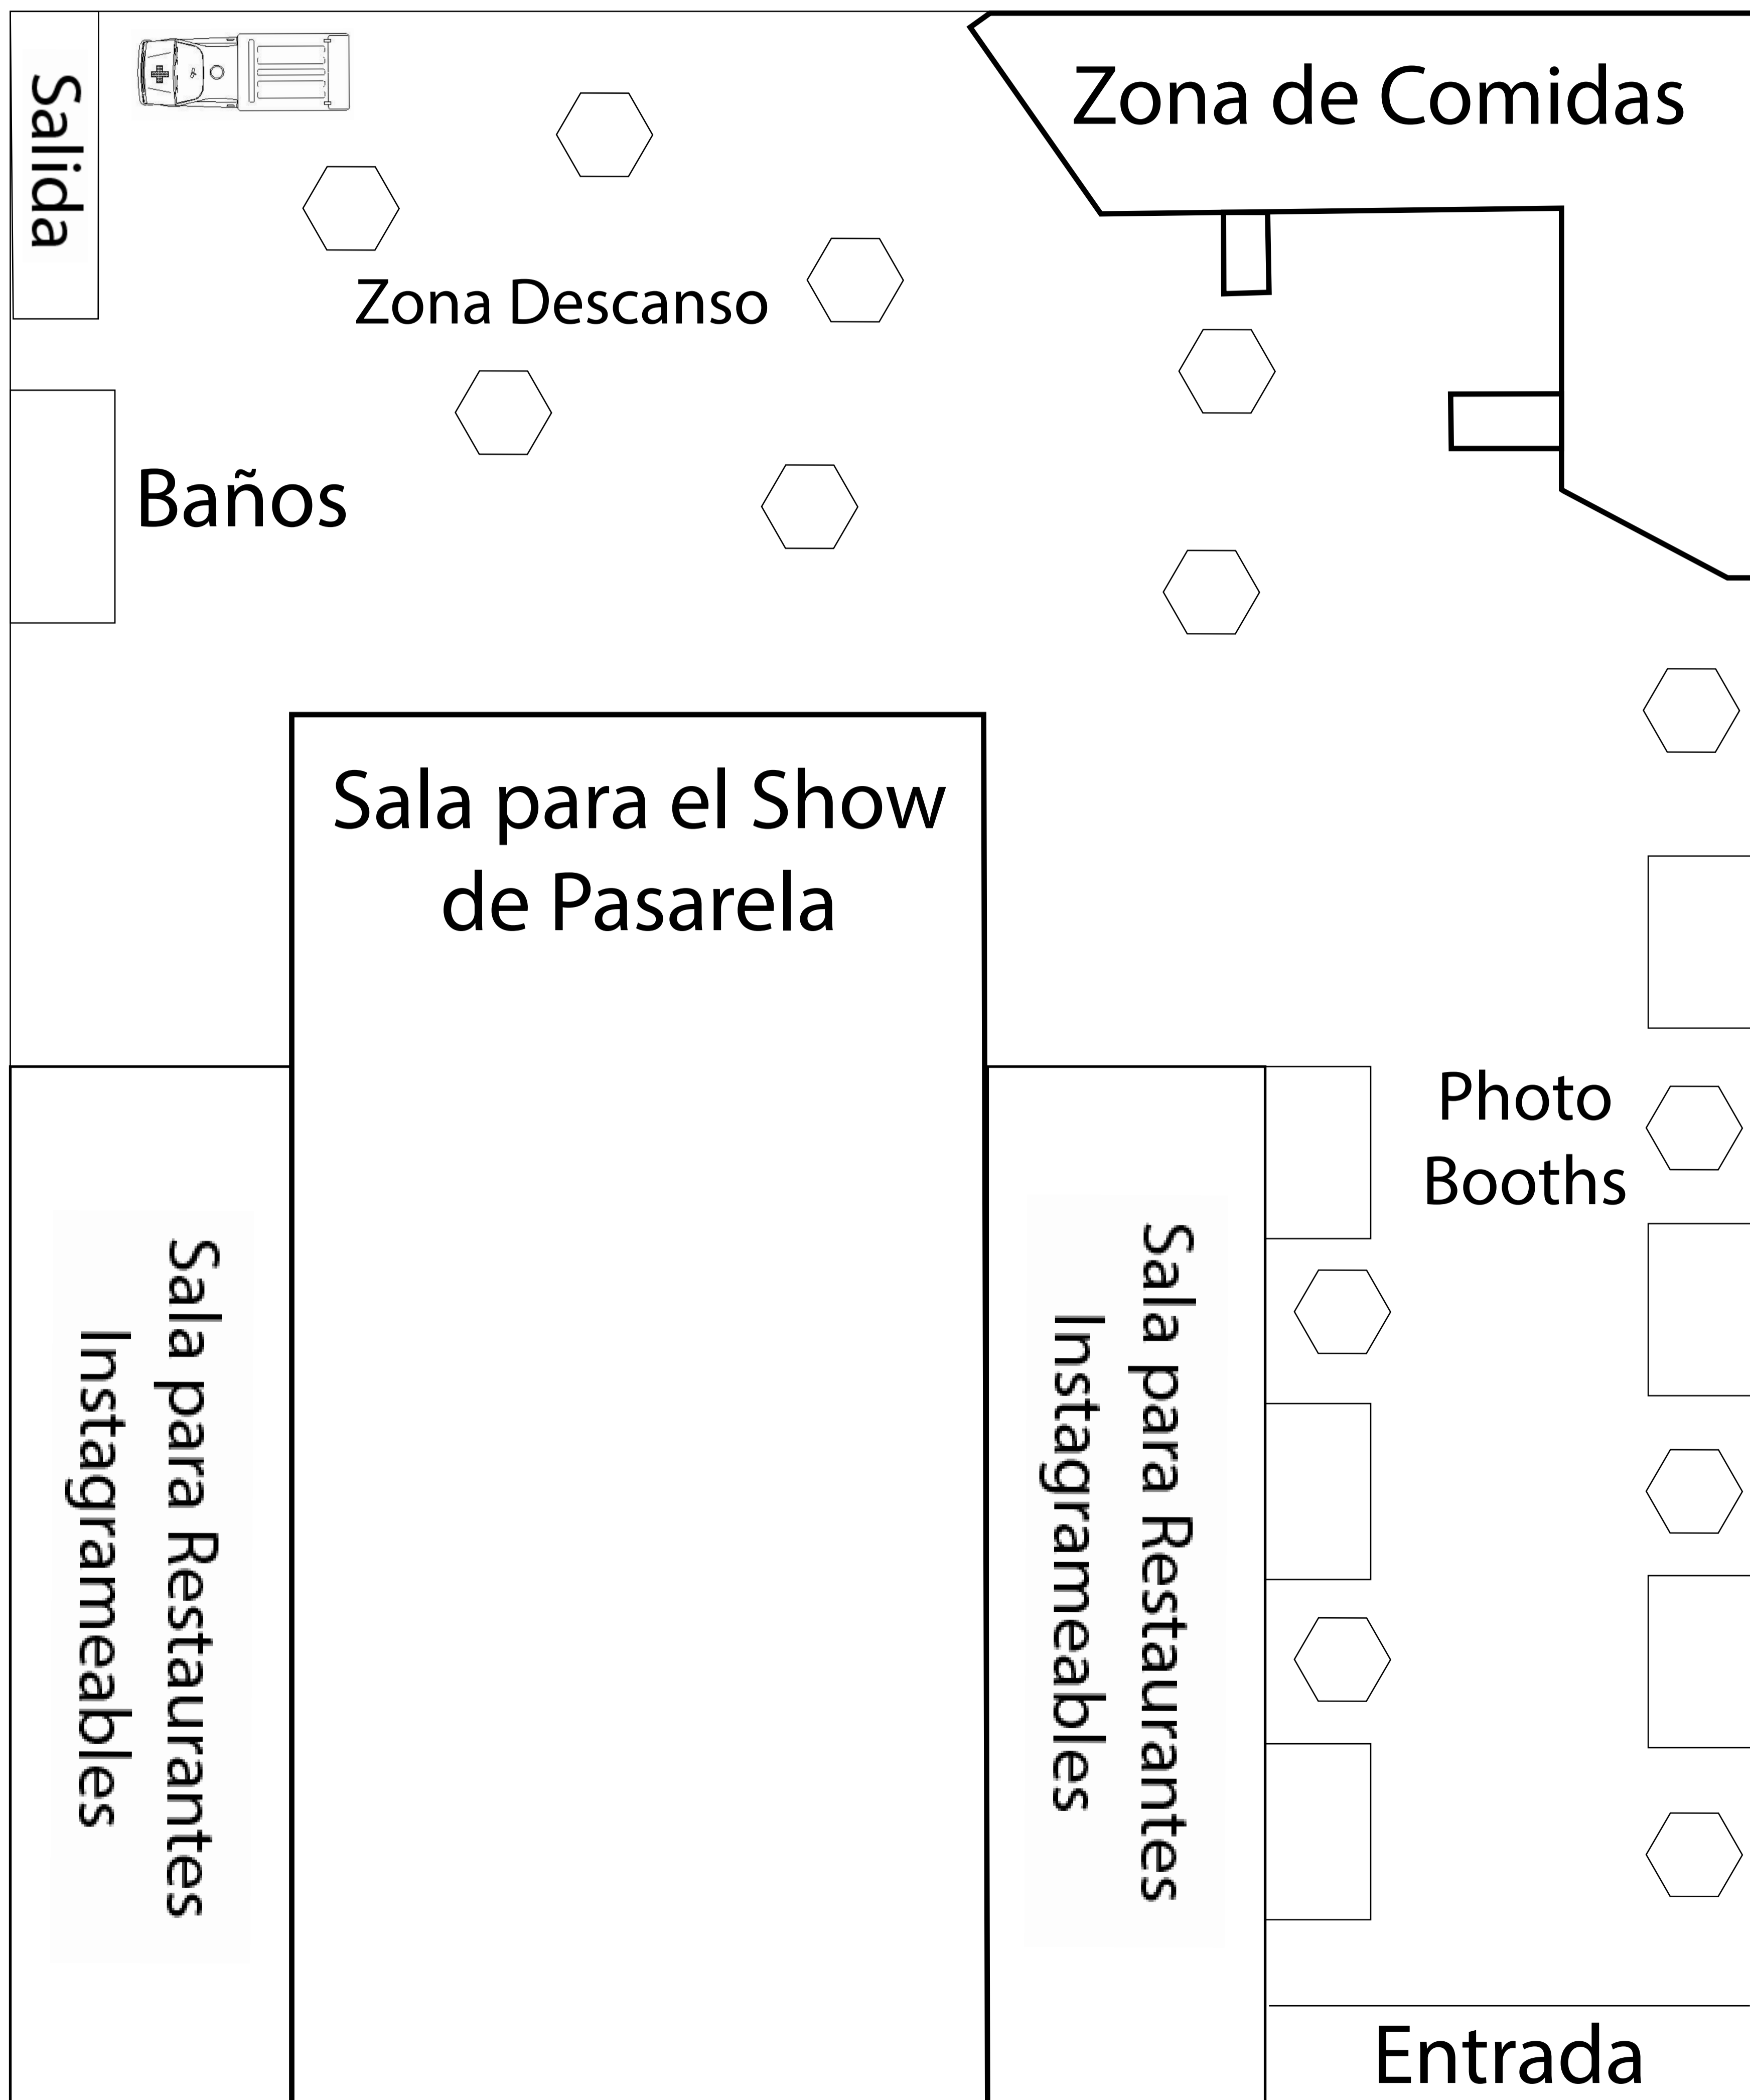 Salida
Zona de Comidas
Zona Descanso
Baños
Sala para el Show
de Pasarela
Photo
Booths
Sala para Restaurantes
Instagrameables
Sala para Restaurantes
Instagrameables
Entrada